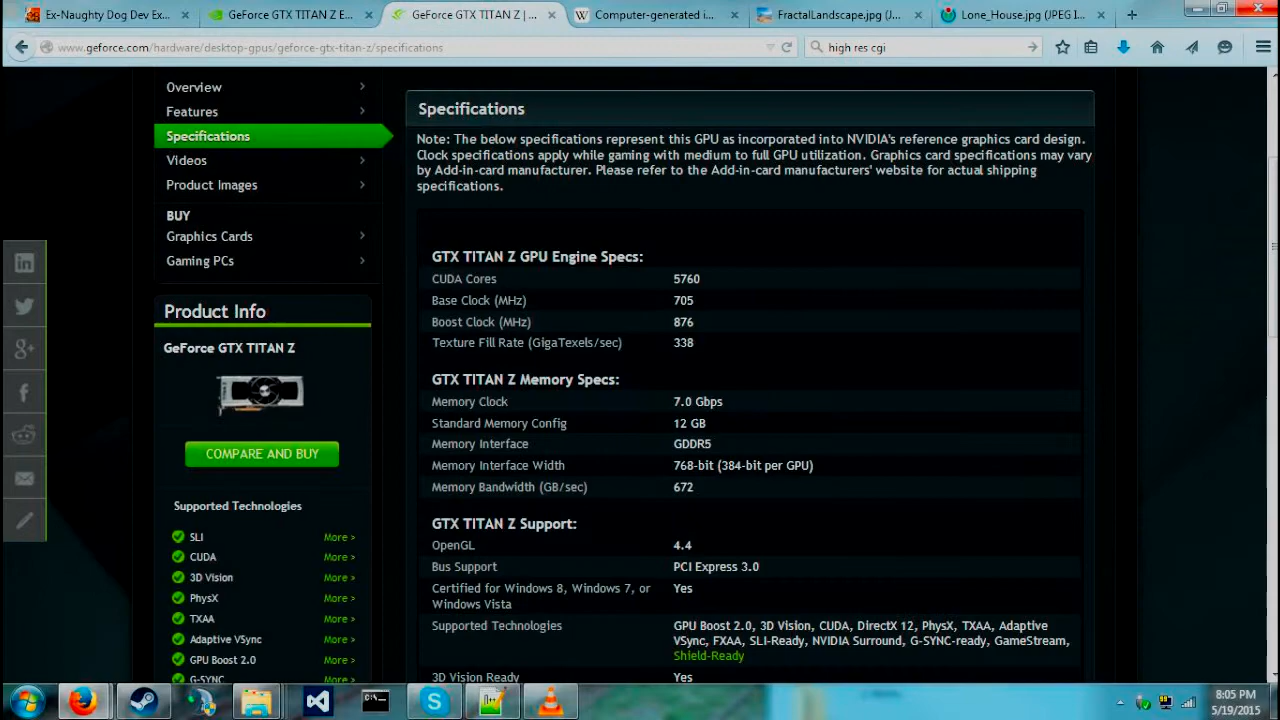 Ex-Naughty Dog Dev Ex...
GeForce GTX TITAN Z E...
GeForce GTX TITAN Z | ...
Computer-generated i...
FractalLandscape.jpg (J...
Lone_House.jpg (JPEG I...
www.geforce.com/hardware/desktop-gpus/geforce-gtx-titan-z/specifications
high res cgi
Overview
Features
Specifications
Videos
Product Images
BUY
Graphics Cards
Gaming PCs
Product Info
GeForce GTX TITAN Z
COMPARE AND BUY
Supported Technologies
SLI More >
CUDA More >
3D Vision More >
PhysX More >
TXAA More >
Adaptive VSync More >
GPU Boost 2.0 More >
G-SYNC More >
Specifications
Note: The below specifications represent this GPU as incorporated into NVIDIA's reference graphics card design.
Clock specifications apply while gaming with medium to full GPU utilization. Graphics card specifications may vary
by Add-in-card manufacturer. Please refer to the Add-in-card manufacturers' website for actual shipping
specifications.
GTX TITAN Z GPU Engine Specs:
CUDA Cores 5760
Base Clock (MHz) 705
Boost Clock (MHz) 876
Texture Fill Rate (GigaTexels/sec) 338
GTX TITAN Z Memory Specs:
Memory Clock 7.0 Gbps
Standard Memory Config 12 GB
Memory Interface GDDR5
Memory Interface Width 768-bit (384-bit per GPU)
Memory Bandwidth (GB/sec) 672
GTX TITAN Z Support:
OpenGL 4.4
Bus Support PCI Express 3.0
Certified for Windows 8, Windows 7, or Yes
Windows Vista
Supported Technologies GPU Boost 2.0, 3D Vision, CUDA, DirectX 12, PhysX, TXAA, Adaptive
VSync, FXAA, SLI-Ready, NVIDIA Surround, G-SYNC-ready, GameStream,
Shield-Ready
3D Vision Ready Yes
8:05 PM
5/19/2015